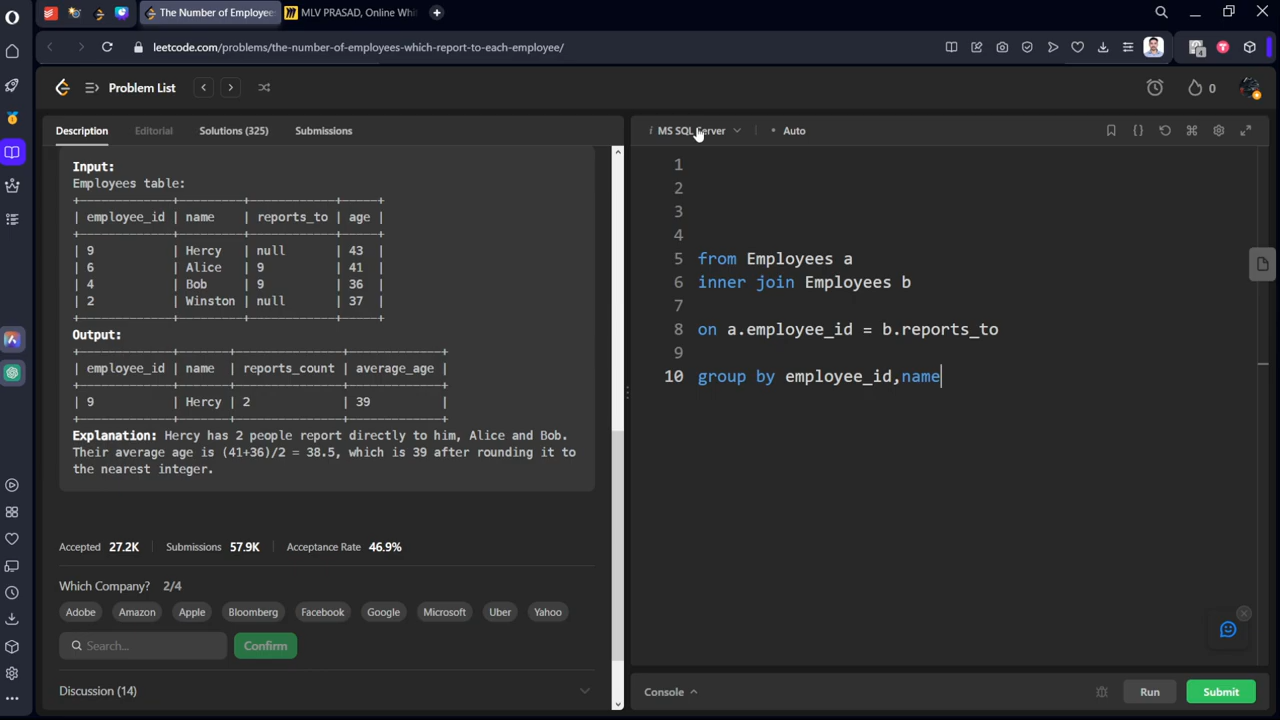 The Number of Employee
MLV PRASAD, Online Whi
leetcode.com/problems/the-number-of-employees-which-report-to-each-employee/
4
Problem List
0
Description
Editorial
Solutions (325)
Submissions
Input:
Employees table:
+-------------+---------+------------+-----+
| employee_id | name | reports_to | age |
+-------------+---------+------------+-----+
| 9 | Hercy | null | 43 |
| 6 | Alice | 9 | 41 |
| 4 | Bob | 9 | 36 |
| 2 | Winston | null | 37 |
+-------------+---------+------------+-----+
Output:
+-------------+-------+---------------+-------------+
| employee_id | name | reports_count | average_age |
+-------------+-------+---------------+-------------+
| 9 | Hercy | 2 | 39 |
+-------------+-------+---------------+-------------+
Explanation: Hercy has 2 people report directly to him, Alice and Bob.
Their average age is (41+36)/2 = 38.5, which is 39 after rounding it to
the nearest integer.
Accepted 27.2K
Submissions 57.9K
Acceptance Rate 46.9%
Which Company? 2/4
Adobe
Amazon
Apple
Bloomberg
Facebook
Google
Microsoft
Uber
Yahoo
Search...
Confirm
Discussion (14)
i MS SQL Server
• Auto
1
2
3
4
5 from Employees a
6 inner join Employees b
7
8 on a.employee_id = b.reports_to
9
10 group by employee_id,name
Console
Run
Submit